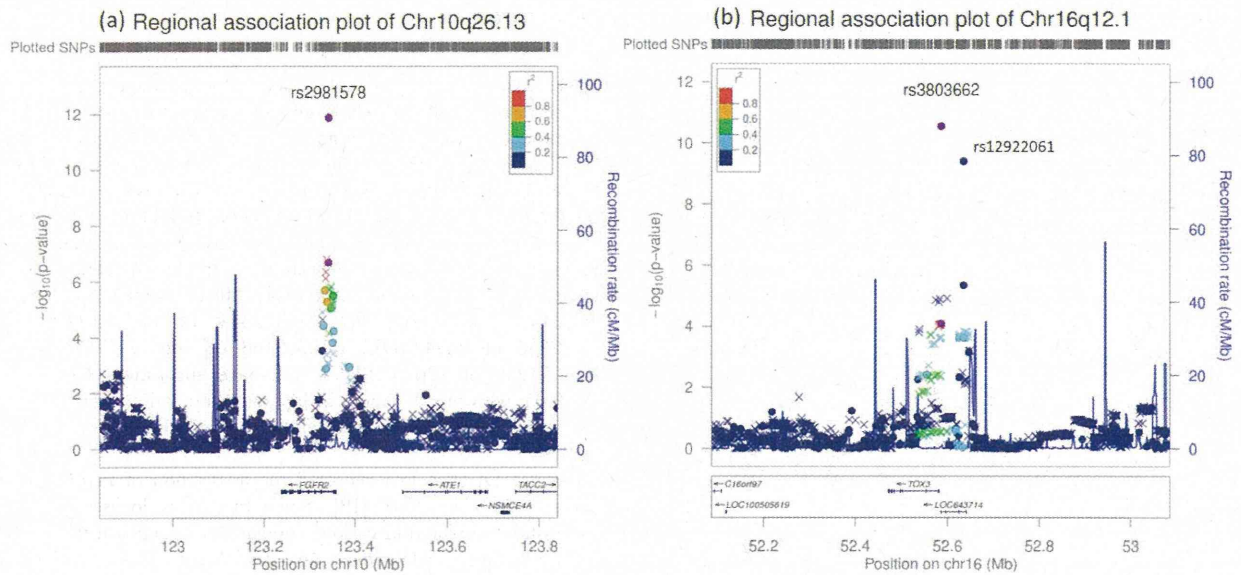 (a) Regional association plot of Chr10q26.13
Plotted SNPs
rs2981578
r²
0.8
0.6
0.4
0.2
12
10
8
6
4
2
0
−log10(p−value)
100
80
60
40
20
0
Recombination rate (cM/Mb)
←FGFR2
←ATE1
TACC2→
←NSMCE4A
123
123.2
123.4
123.6
123.8
Position on chr10 (Mb)
(b) Regional association plot of Chr16q12.1
Plotted SNPs
rs3803662
rs12922061
r²
0.8
0.6
0.4
0.2
12
10
8
6
4
2
0
−log10(p−value)
100
80
60
40
20
0
Recombination rate (cM/Mb)
←C16orf97
←TOX3
←LOC100505619
←LOC643714
52.2
52.4
52.6
52.8
53
Position on chr16 (Mb)